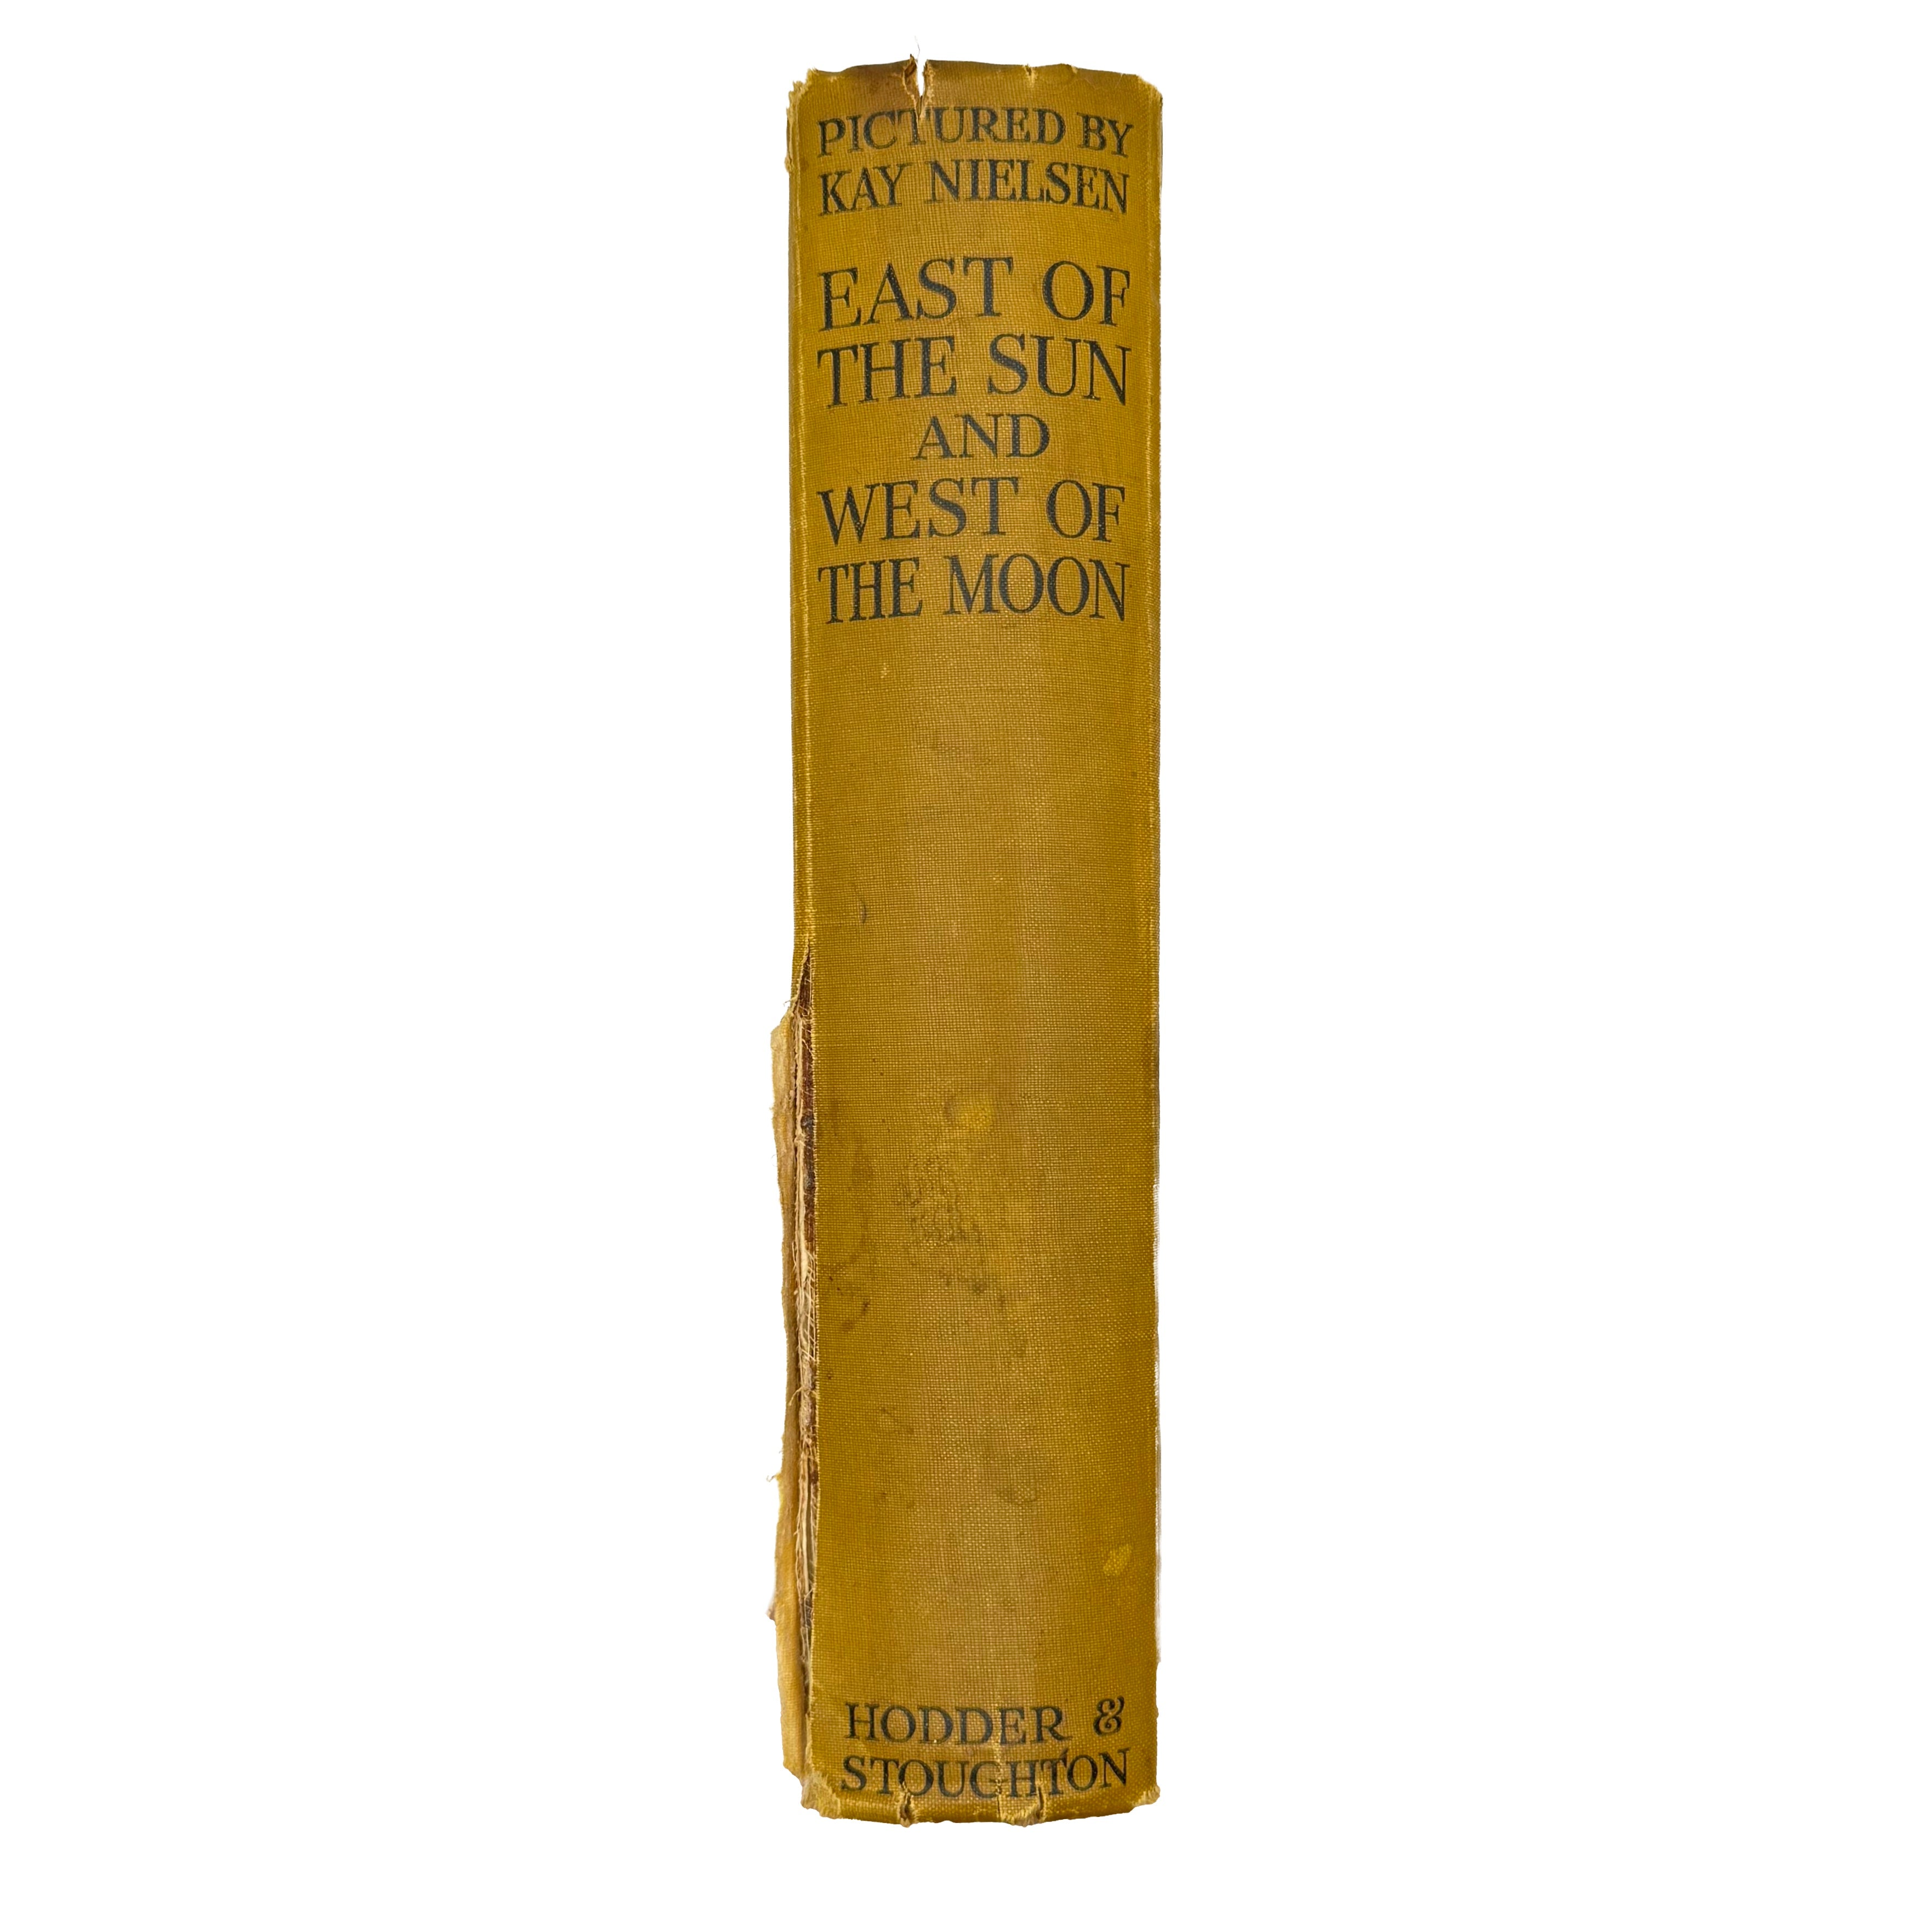 PICTURED BY
KAY NIELSEN
EAST OF
THE SUN
AND
WEST OF
THE MOON
HODDER &
STOUGHTON